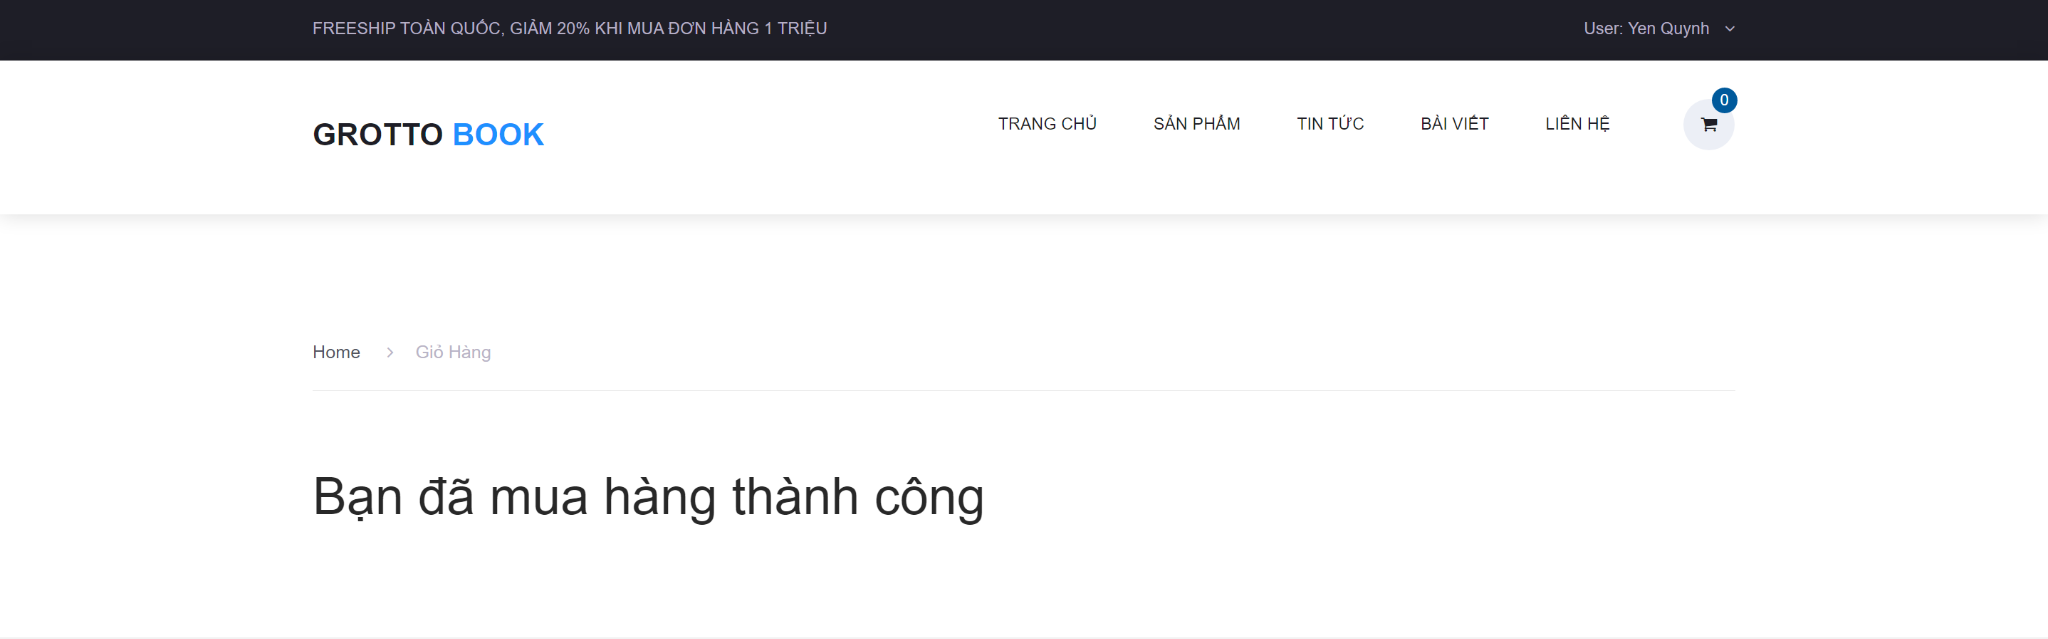 FREESHIP TOÀN QUỐC, GIẢM 20% KHI MUA ĐƠN HÀNG 1 TRIỆU
User: Yen Quynh
GROTTO BOOK
TRANG CHỦ
SẢN PHẨM
TIN TỨC
BÀI VIẾT
LIÊN HỆ
0
Home
Giỏ Hàng
Bạn đã mua hàng thành công